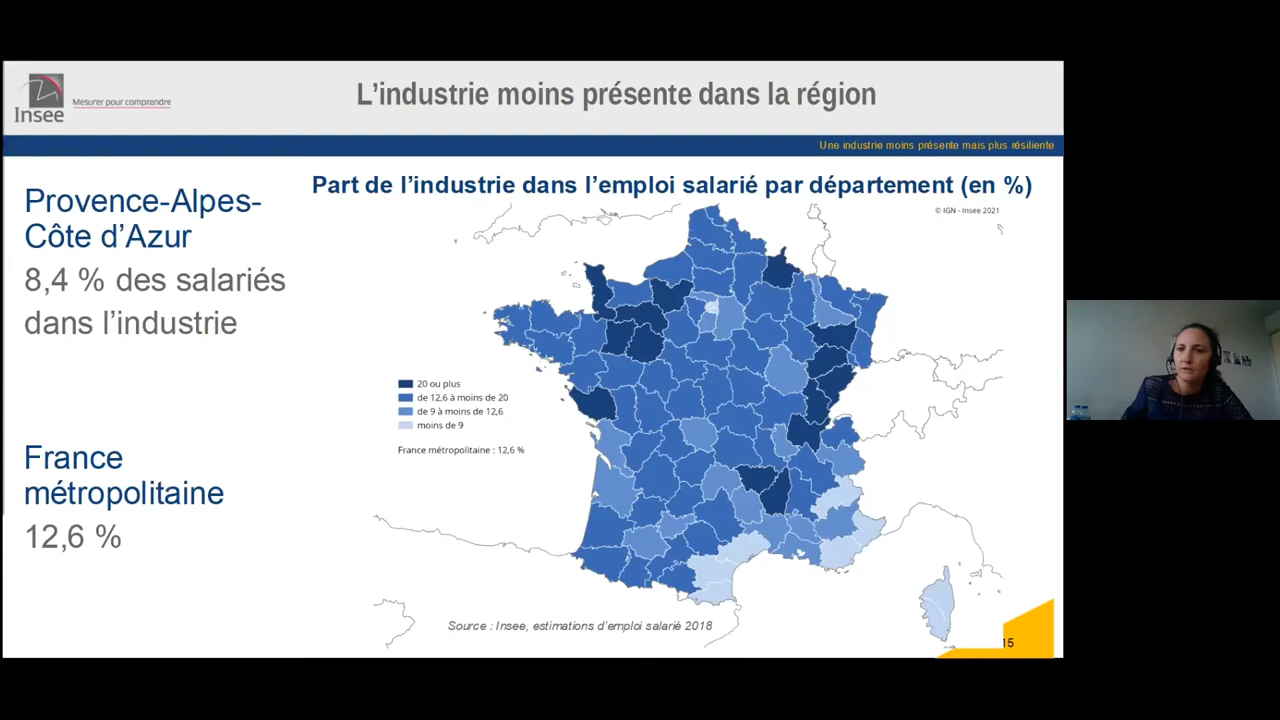 L’industrie moins présente dans la région
Insee
Mesurer pour comprendre
Une industrie moins présente mais plus résiliente
Provence-Alpes-
Côte d’Azur
8,4 % des salariés
dans l’industrie
France
métropolitaine
12,6 %
Part de l’industrie dans l’emploi salarié par département (en %)
© IGN - Insee 2021
20 ou plus
de 12,6 à moins de 20
de 9 à moins de 12,6
moins de 9
France métropolitaine : 12,6 %
Source : Insee, estimations d’emploi salarié 2018
15